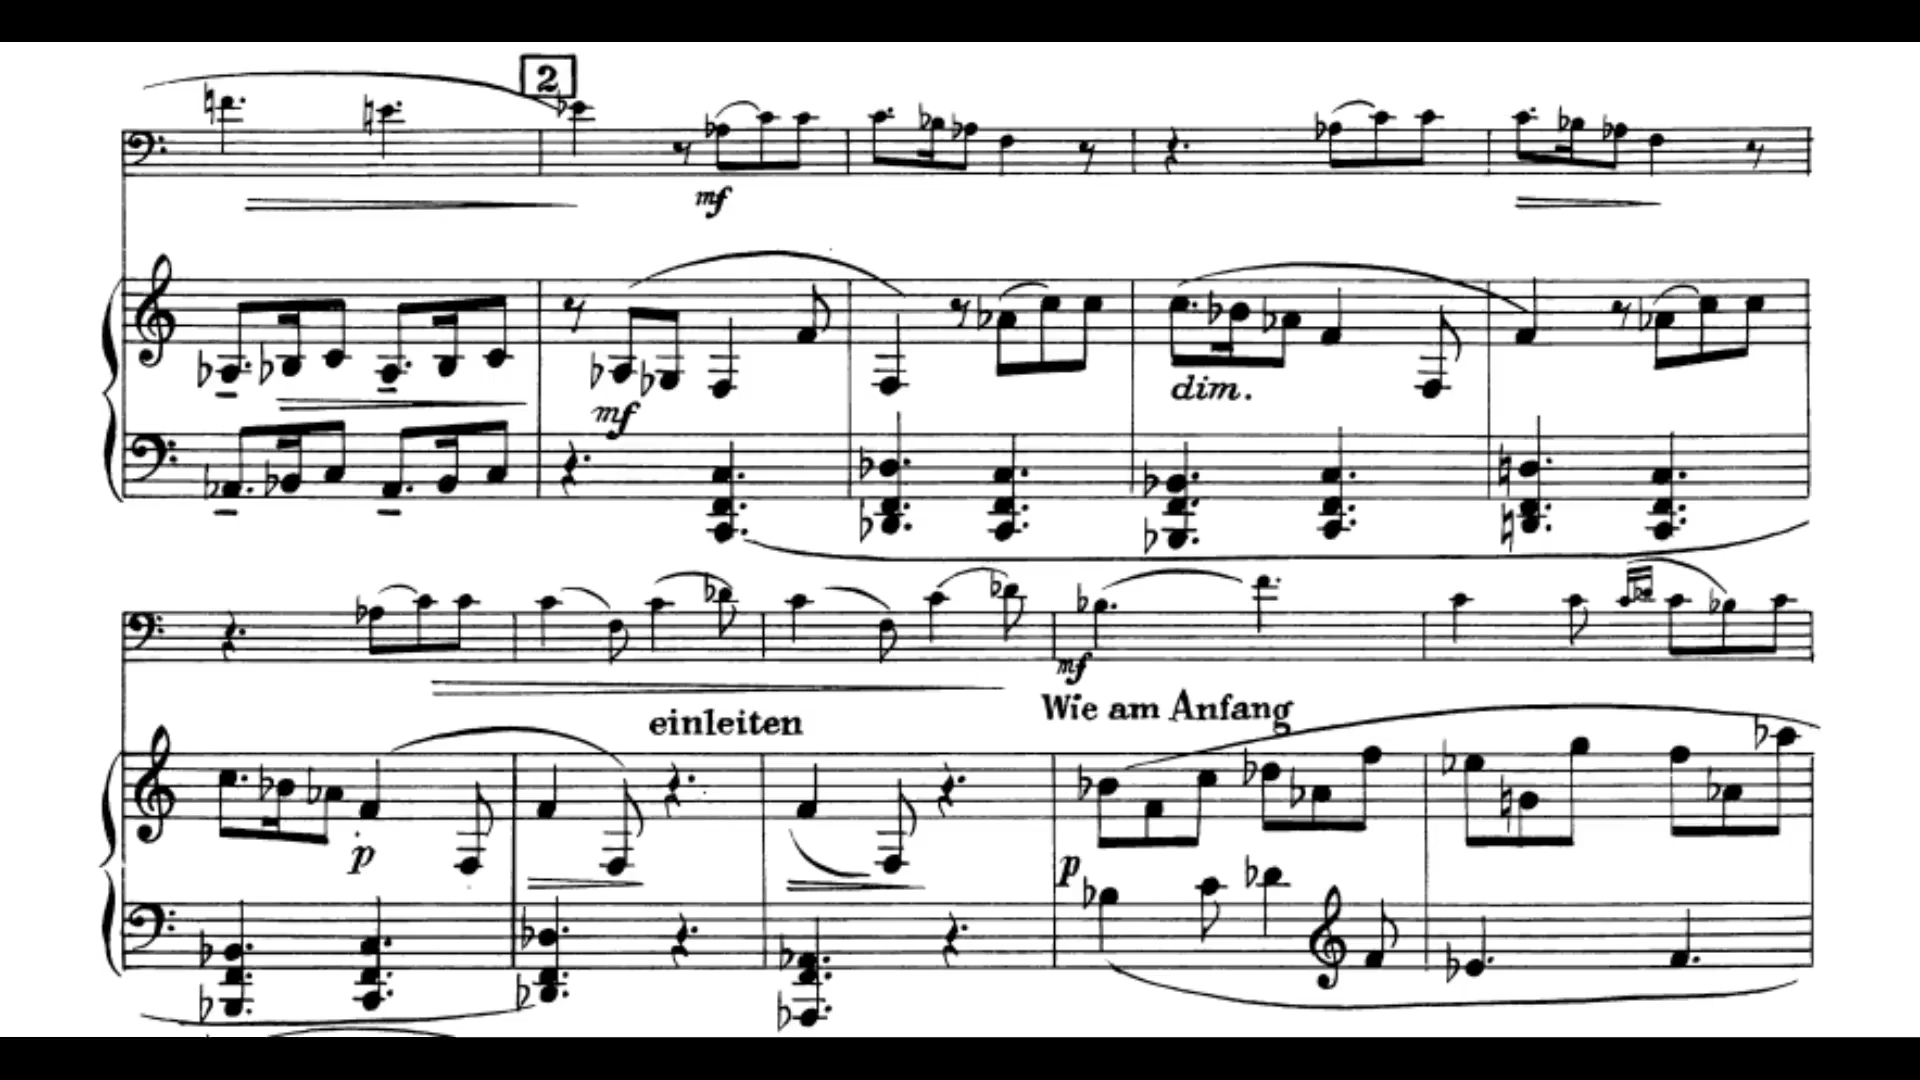 2
mf
mf
dim.
einleiten
mf
Wie am Anfang
p
p